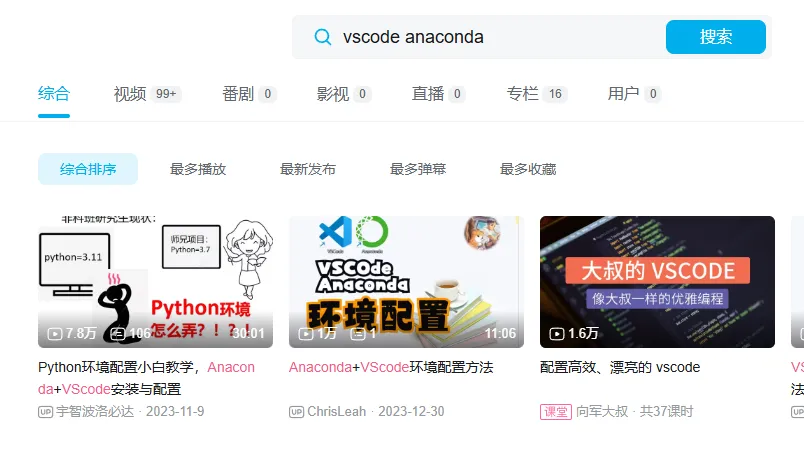 vscode anaconda
搜索
综合
视频 99+
番剧 0
影视 0
直播 0
专栏 16
用户 0
综合排序
最多播放
最新发布
最多弹幕
最多收藏
非科班研究生现状:
python=3.11
师兄项目:
Python=3.7
Python环境
怎么弄?!?!
7.8万 106 30:01
Python环境配置小白教学，Anacon
da+VScode安装与配置
UP 宇智波洛必达 · 2023-11-9
VSCode
Anaconda
VSCode
Anaconda
环境配置
1万 1 11:06
Anaconda+VScode环境配置方法
UP ChrisLeah · 2023-12-30
大叔的 VSCODE
像大叔一样的优雅编程
1.6万
配置高效、漂亮的 vscode
课堂 向军大叔 · 共37课时
VS
法
UP